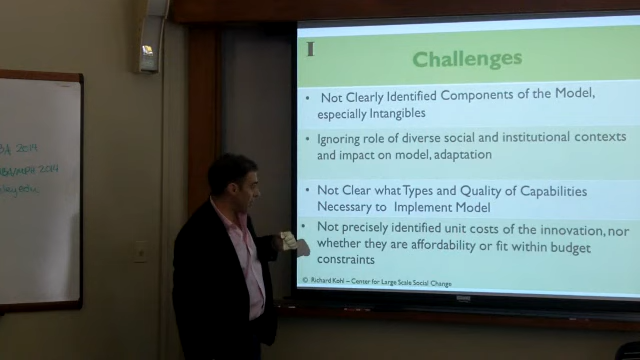 I
Challenges
• Not Clearly Identified Components of the Model,
especially Intangibles
• Ignoring role of diverse social and institutional contexts
and impact on model, adaptation
• Not Clear what Types and Quality of Capabilities
Necessary to Implement Model
• Not precisely identified unit costs of the innovation, nor
whether they are affordability or fit within budget
constraints
© Richard Kohl – Center for Large Scale Social Change
2014
2014